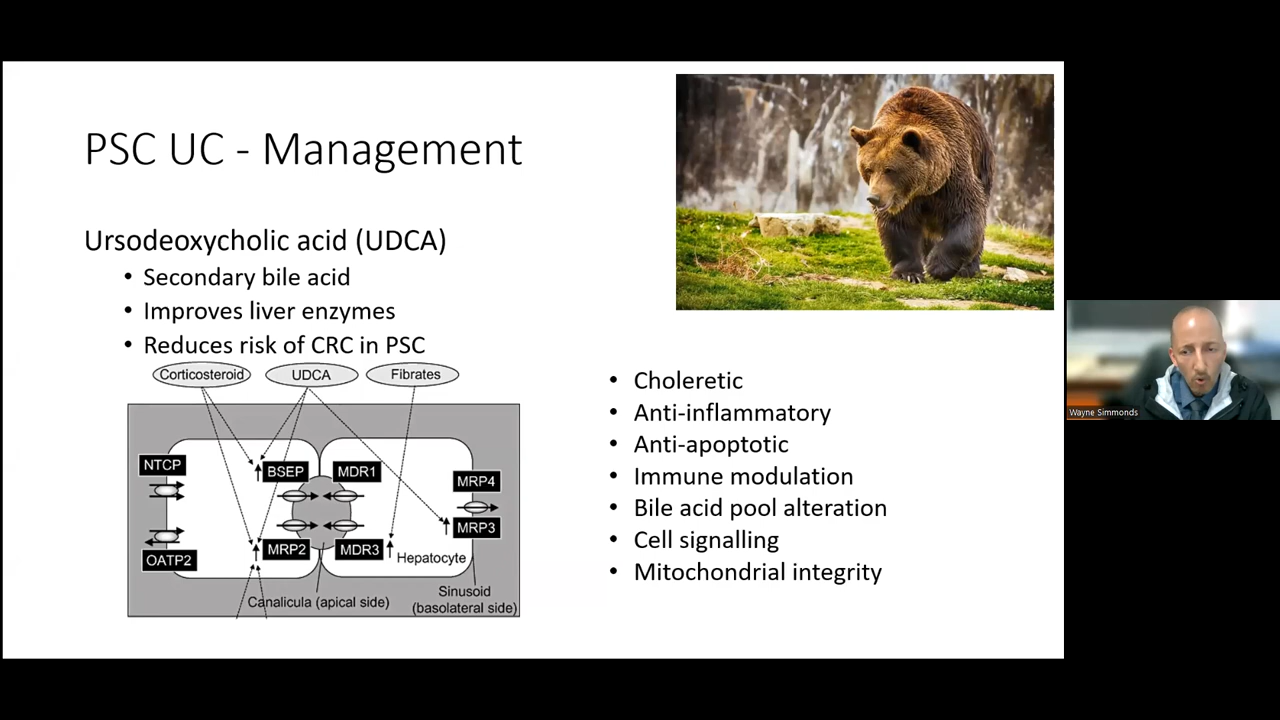 PSC UC - Management
Ursodeoxycholic acid (UDCA)
• Secondary bile acid
• Improves liver enzymes
• Reduces risk of CRC in PSC
Corticosteroid
UDCA
Fibrates
NTCP
BSEP
MDR1
MRP4
MRP3
OATP2
MRP2
MDR3
Hepatocyte
Canalicula (apical side)
Sinusoid
(basolateral side)
• Choleretic
• Anti-inflammatory
• Anti-apoptotic
• Immune modulation
• Bile acid pool alteration
• Cell signalling
• Mitochondrial integrity
Wayne Simmonds